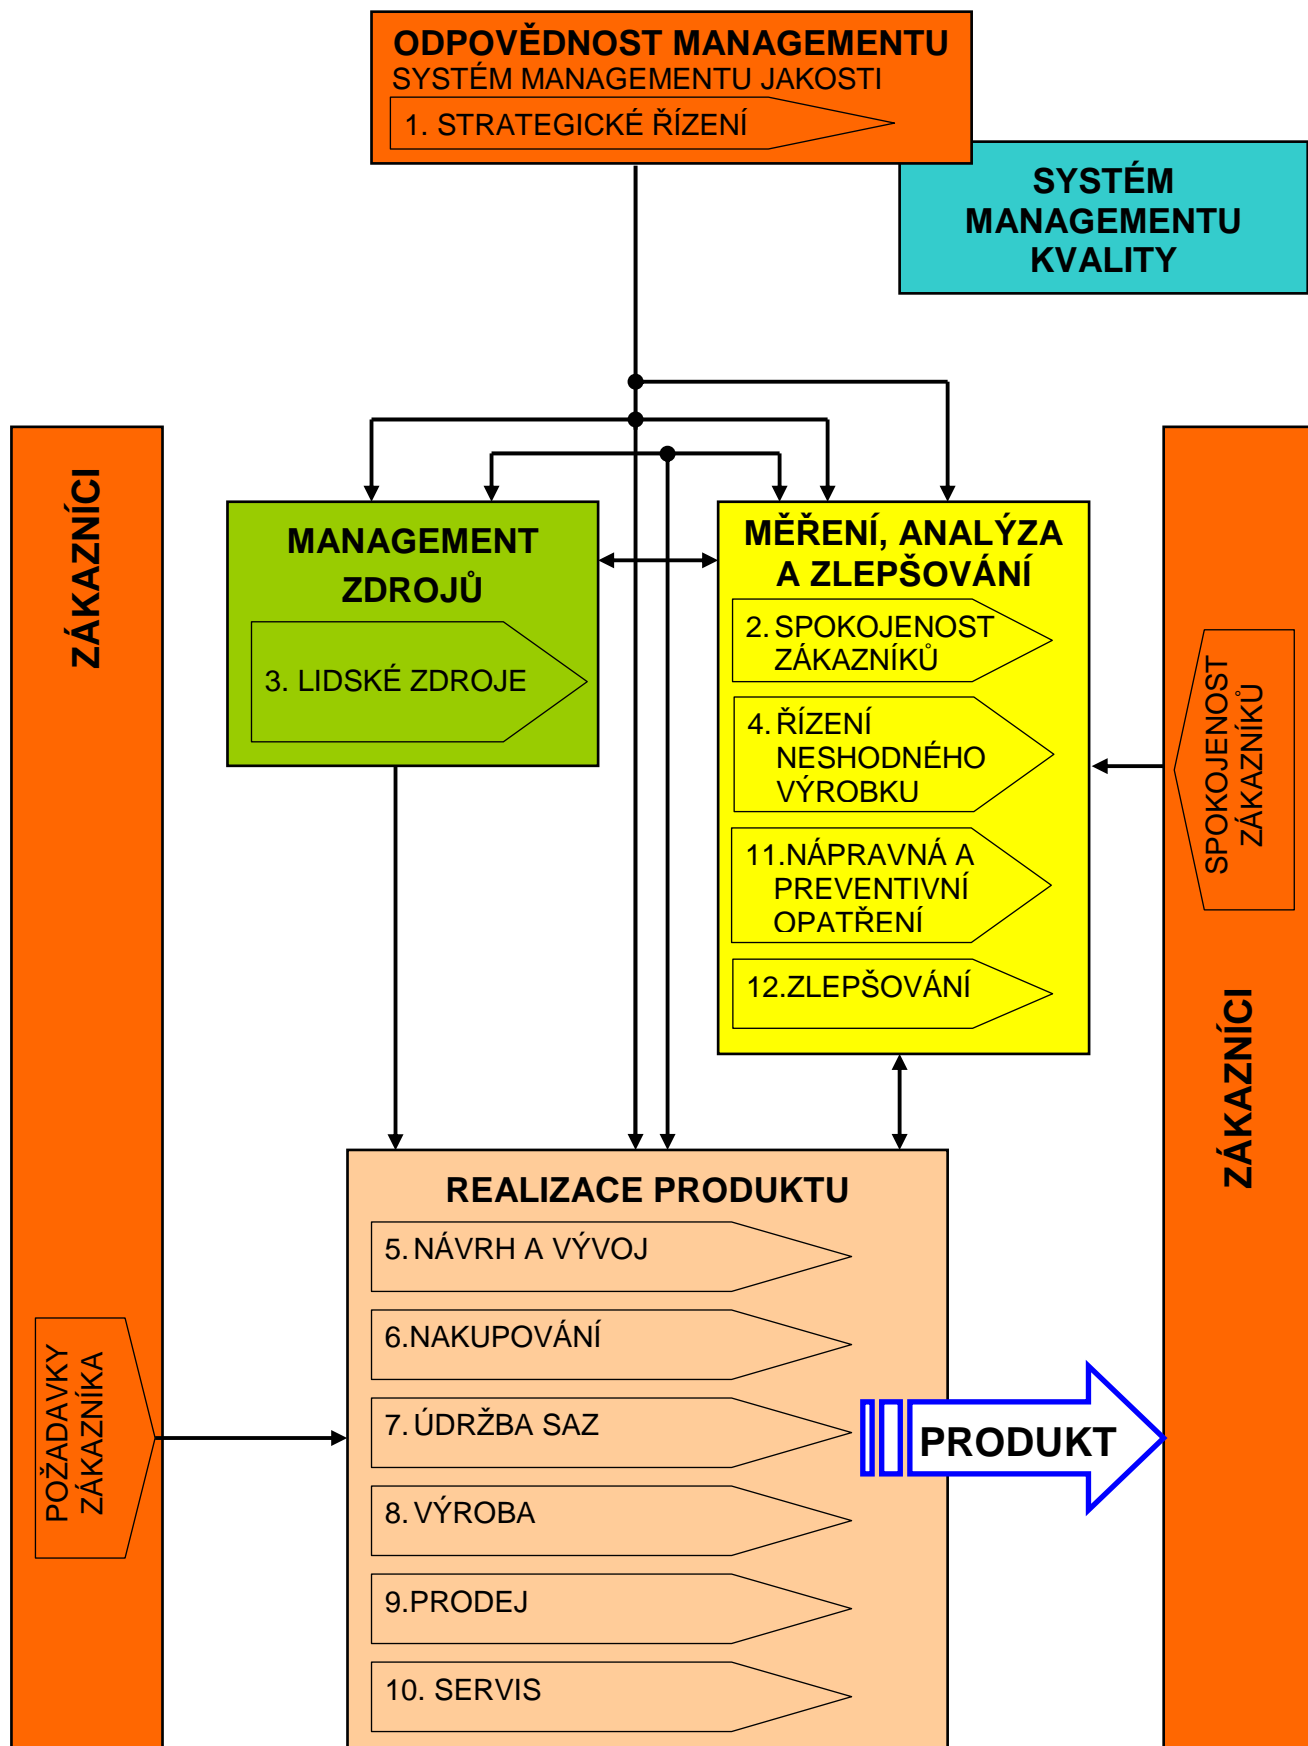 ODPOVĚDNOST MANAGEMENTU
SYSTÉM MANAGEMENTU JAKOSTI
1. STRATEGICKÉ ŘÍZENÍ
SYSTÉM
MANAGEMENTU
KVALITY
ZÁKAZNÍCI
MANAGEMENT
ZDROJŮ
3. LIDSKÉ ZDROJE
MĚŘENÍ, ANALÝZA
A ZLEPŠOVÁNÍ
2. SPOKOJENOST
ZÁKAZNÍKŮ
4. ŘÍZENÍ
NESHODNÉHO
VÝROBKU
11.NÁPRAVNÁ A
PREVENTIVNÍ
OPATŘENÍ
12.ZLEPŠOVÁNÍ
SPOKOJENOST
ZÁKAZNÍKŮ
ZÁKAZNÍCI
REALIZACE PRODUKTU
5. NÁVRH A VÝVOJ
6.NAKUPOVÁNÍ
7. ÚDRŽBA SAZ
8. VÝROBA
9.PRODEJ
10. SERVIS
POŽADAVKY
ZÁKAZNÍKA
PRODUKT